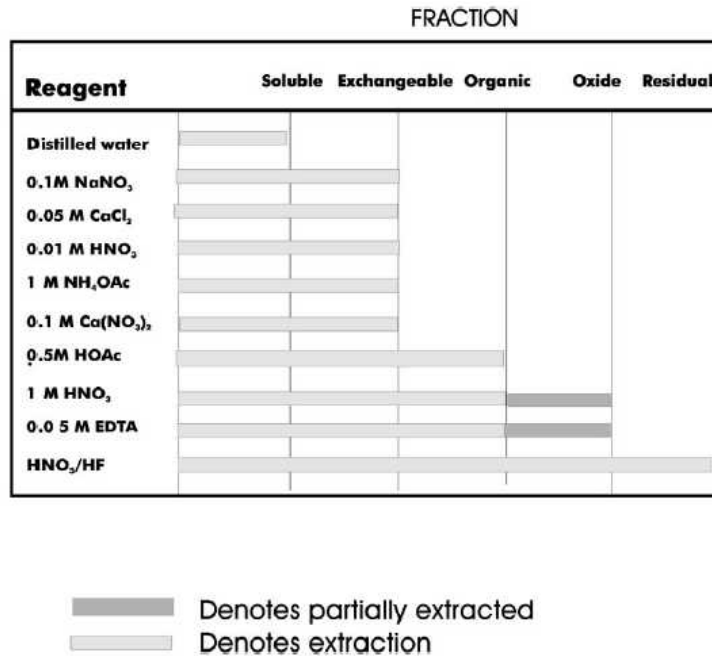 FRACTION
Reagent Soluble Exchangeable Organic Oxide Residual
Distilled water
0.1M NaNO₃
0.05 M CaCl₂
0.01 M HNO₃
1 M NH₄OAc
0.1 M Ca(NO₃)₂
0.5M HOAc
1 M HNO₃
0.0 5 M EDTA
HNO₃/HF
Denotes partially extracted
Denotes extraction